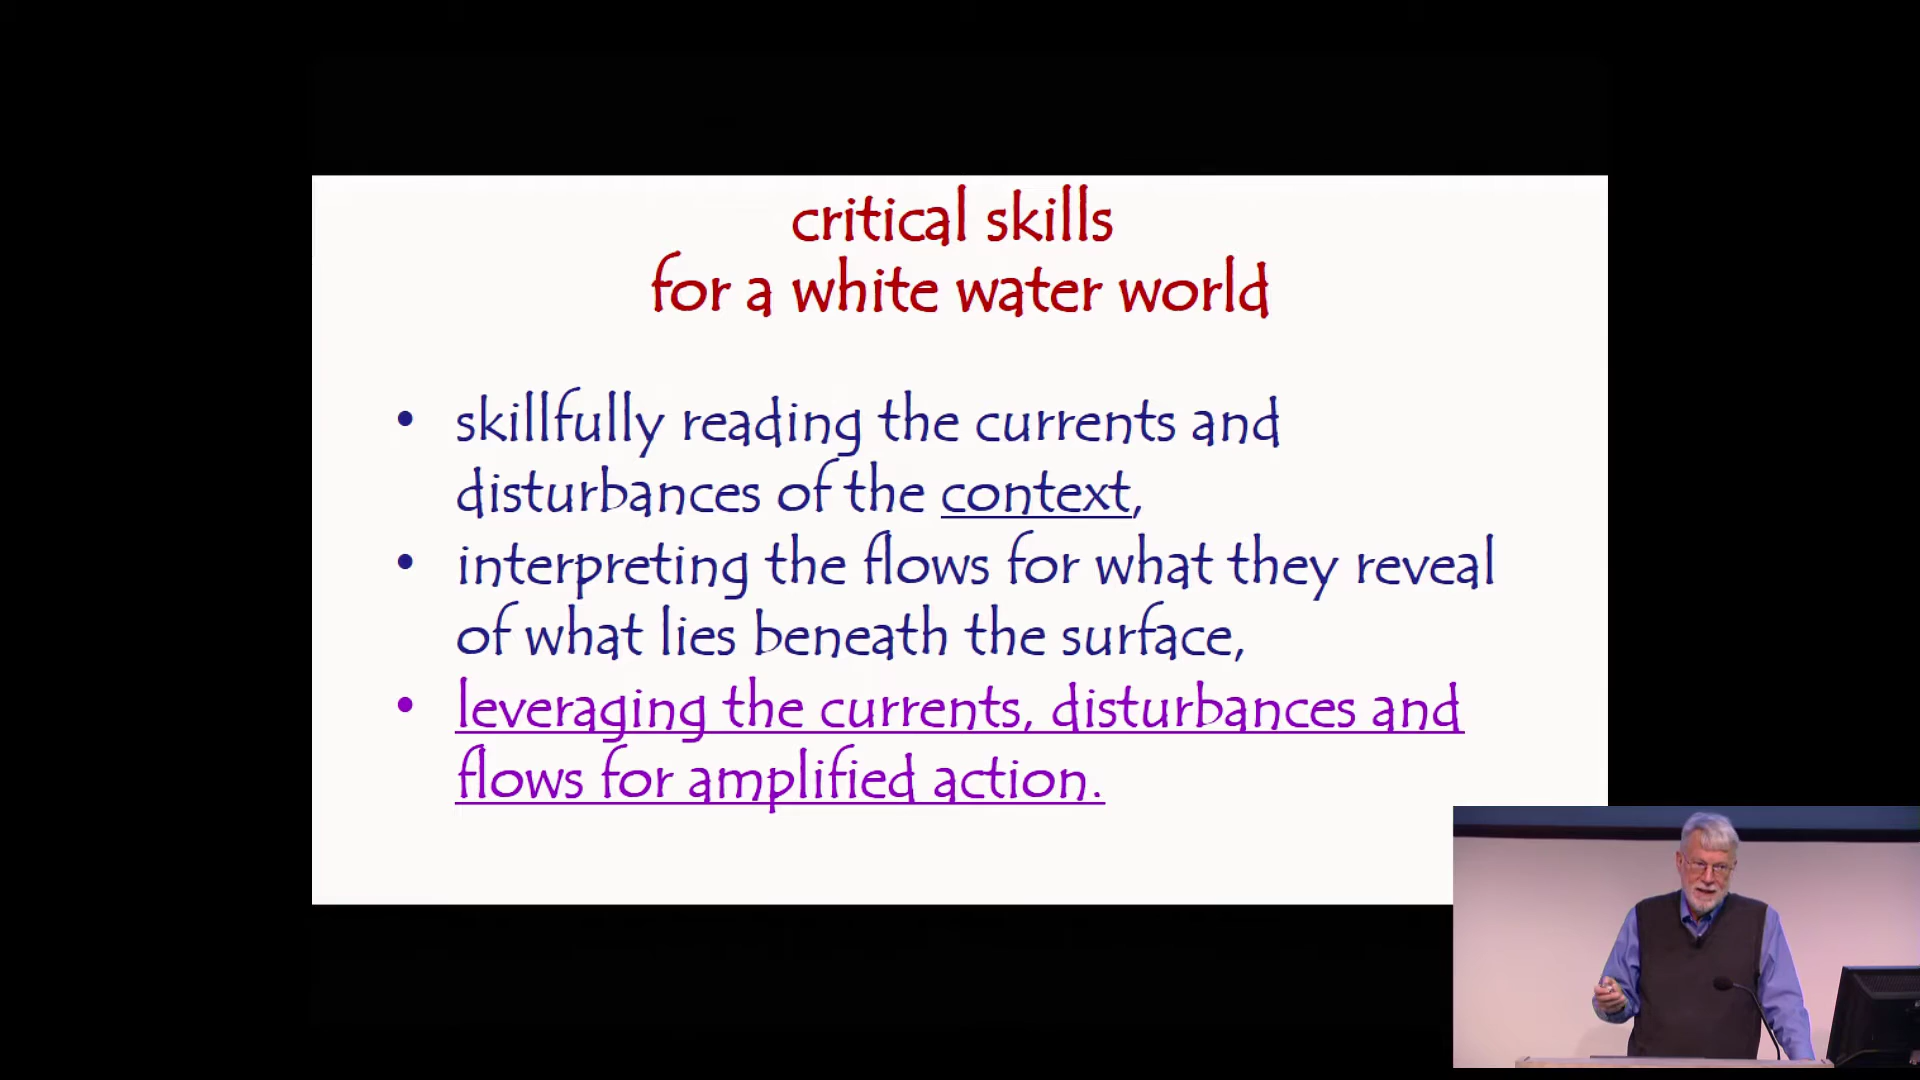 critical skills
for a white water world
• skillfully reading the currents and
disturbances of the context,
• interpreting the flows for what they reveal
of what lies beneath the surface,
• leveraging the currents, disturbances and
flows for amplified action.